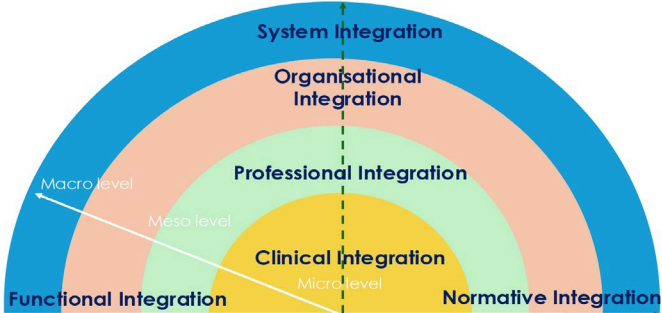 System Integration
Organisational
Integration
Professional Integration
Macro level
Meso level
Clinical Integration
Micro level
Functional Integration
Normative Integration